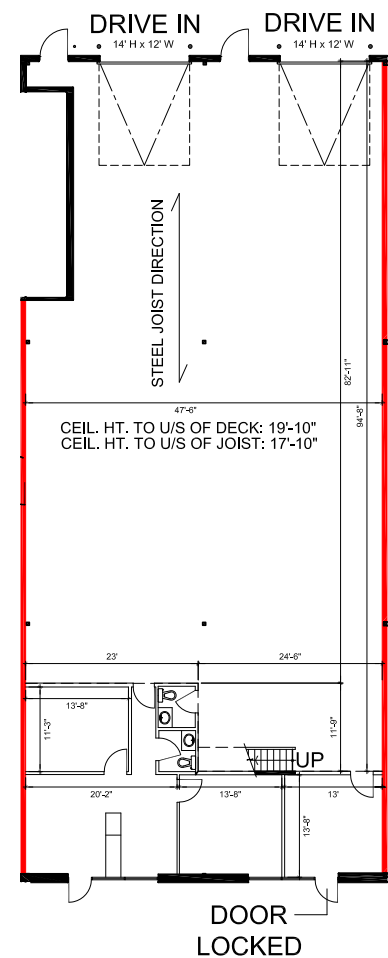 DRIVE IN
14' H x 12' W
DRIVE IN
14' H x 12' W
STEEL JOIST DIRECTION
82'-11"
94'-8"
47'-6"
CEIL. HT. TO U/S OF DECK: 19'-10"
CEIL. HT. TO U/S OF JOIST: 17'-10"
23'
24'-6"
13'-8"
11'-3"
11'-9"
UP
20'-2"
13'-8"
13'
13'-8"
DOOR
LOCKED